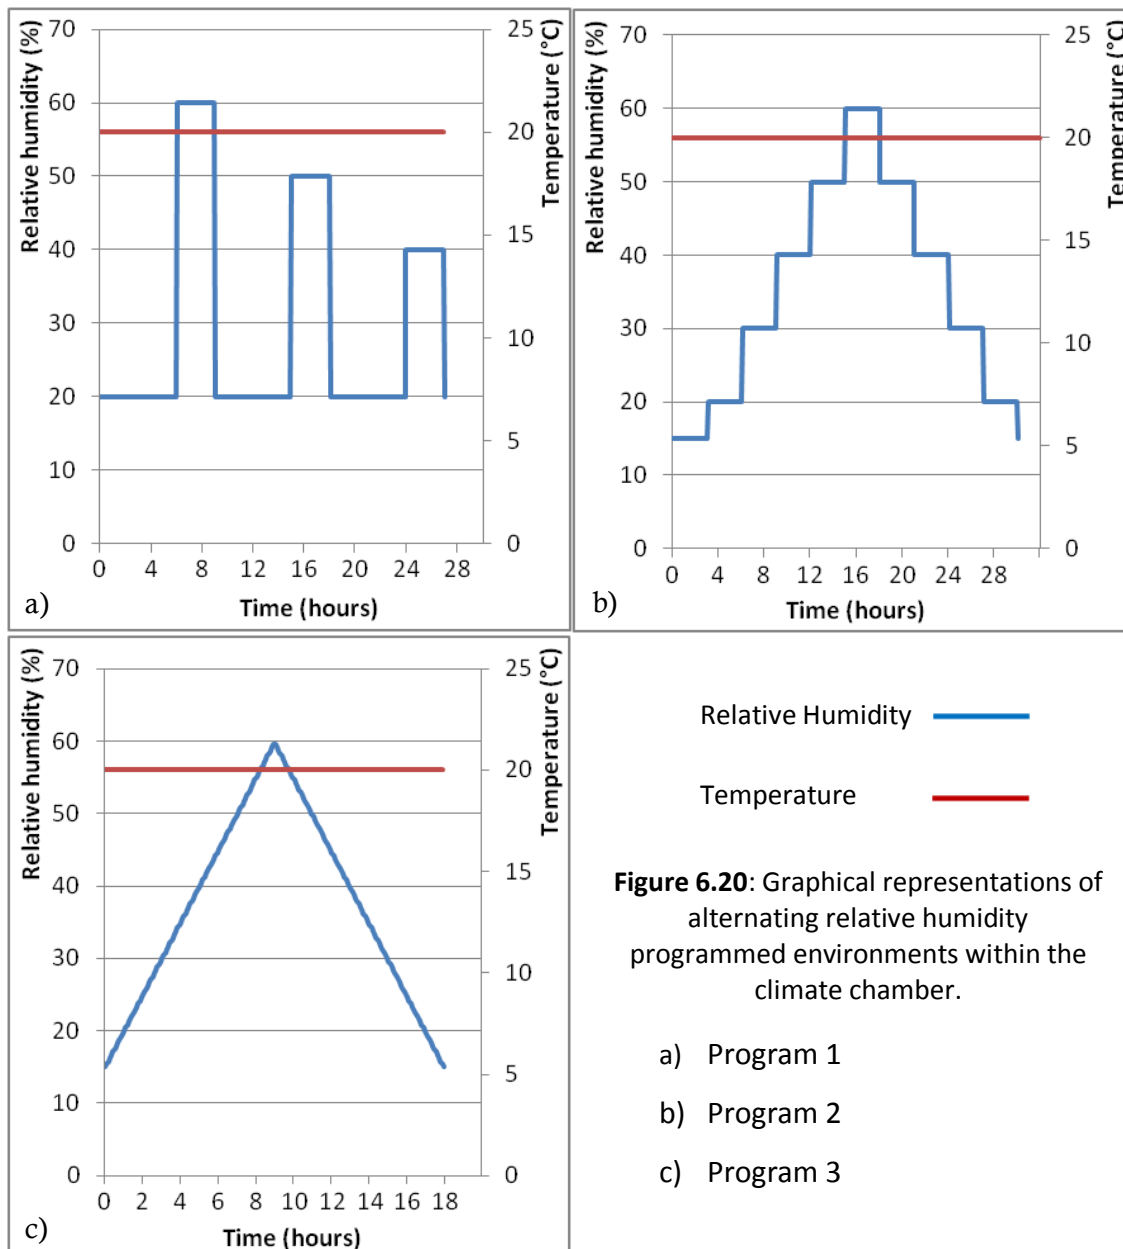 Relative humidity (%)
70
60
50
40
30
20
10
0
Temperature (°C)
25
20
15
10
5
0
0 4 8 12 16 20 24 28
Time (hours)
a)
Relative humidity (%)
70
60
50
40
30
20
10
0
Temperature (°C)
25
20
15
10
5
0
0 4 8 12 16 20 24 28
Time (hours)
b)
Relative humidity (%)
70
60
50
40
30
20
10
0
Temperature (°C)
25
20
15
10
5
0
0 2 4 6 8 10 12 14 16 18
Time (hours)
c)
Relative Humidity
Temperature
Figure 6.20: Graphical representations of
alternating relative humidity
programmed environments within the
climate chamber.
a) Program 1
b) Program 2
c) Program 3